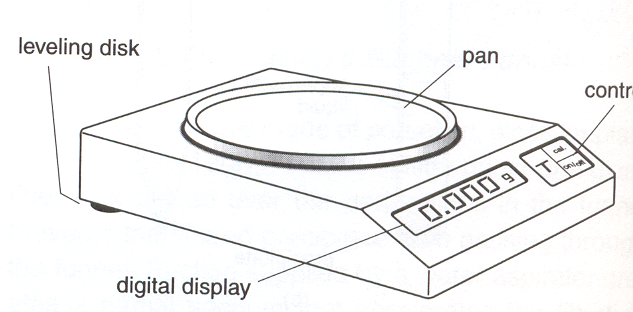 leveling disk
pan
contr
cal.
T
on/off
0.000 g
digital display